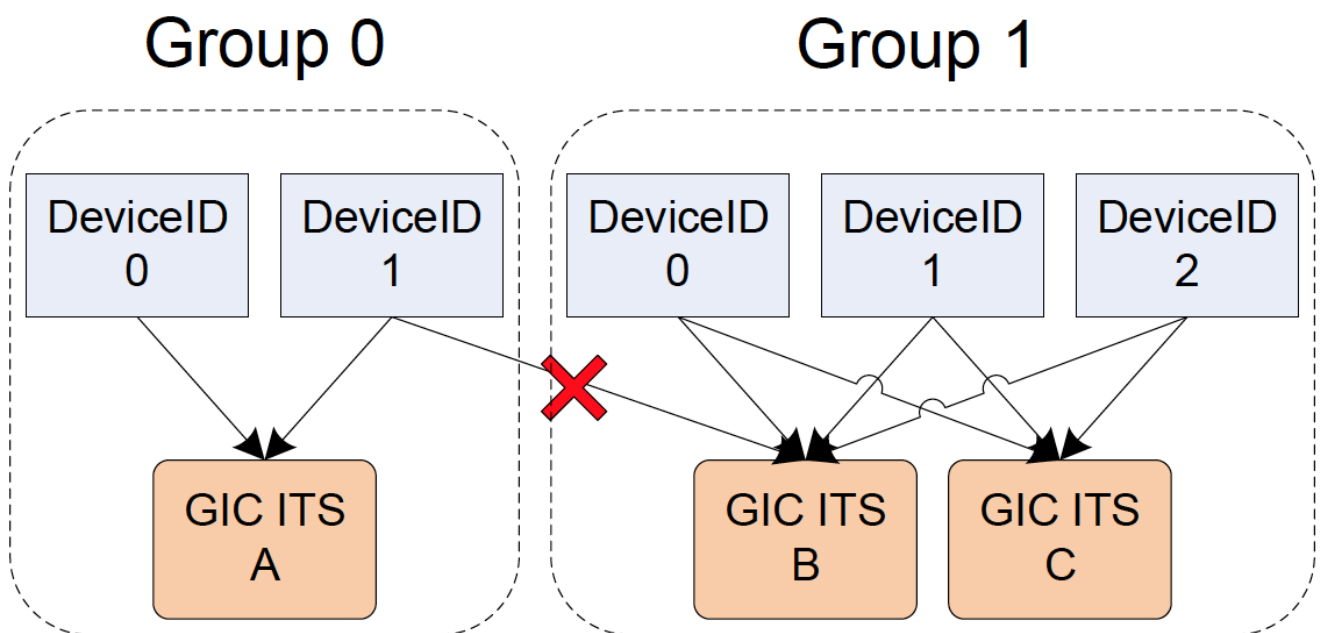 Group 0
Group 1
DeviceID
0
DeviceID
1
DeviceID
0
DeviceID
1
DeviceID
2
GIC ITS
A
GIC ITS
B
GIC ITS
C